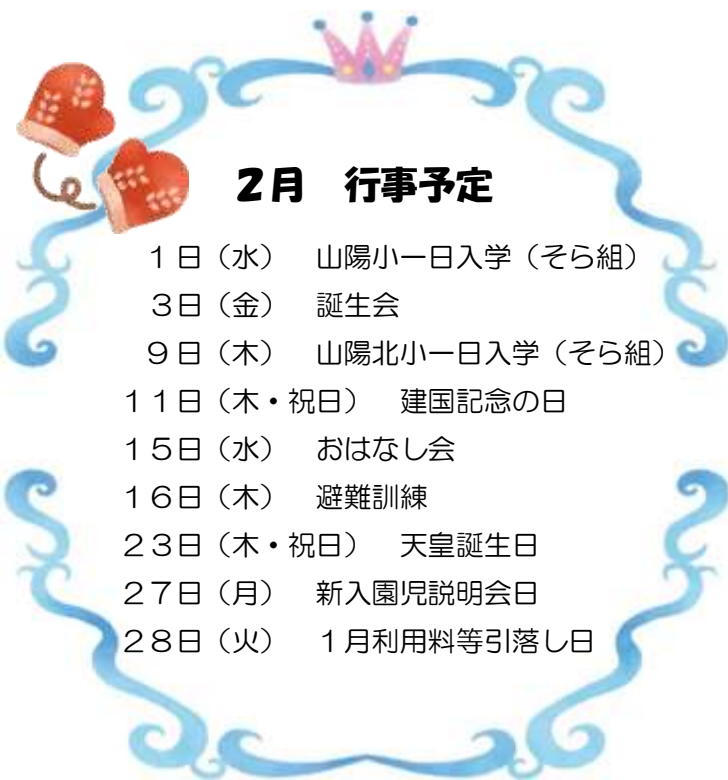 2月　行事予定
１日（水）　山陽小一日入学（そら組）
３日（金）　誕生会
９日（木）　山陽北小一日入学（そら組）
１１日（木・祝日）　建国記念の日
１５日（水）　おはなし会
１６日（木）　避難訓練
２３日（木・祝日）　天皇誕生日
２７日（月）　新入園児説明会日
２８日（火）　１月利用料等引落し日